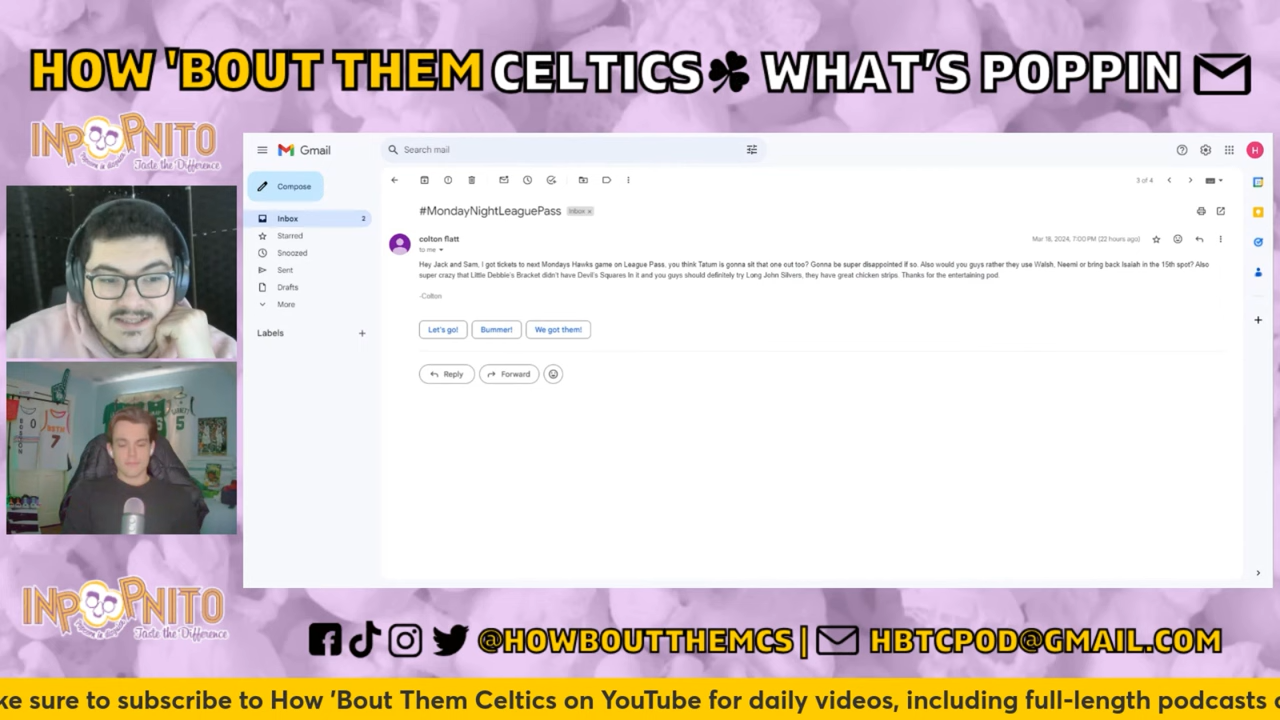 HOW 'BOUT THEM CELTICS WHAT'S POPPIN
INPOPNITO
Taste the Difference
Gmail
Search mail
H
Compose
3 of 4
Inbox 2
Starred
Snoozed
Sent
Drafts
More
Labels
#MondayNightLeaguePass Inbox x
colton flatt Mar 18, 2024, 7:00 PM (22 hours ago)
to me
Hey Jack and Sam, I got tickets to next Mondays Hawks game on League Pass, you think Tatum is gonna sit that one out too? Gonna be super disappointed if so. Also would you guys rather they use Walsh, Neemi or bring back Isaiah in the 15th spot? Also
super crazy that Little Debbie's Bracket didn't have Devil's Squares In it and you guys should definitely try Long John Silvers, they have great chicken strips. Thanks for the entertaining pod.
-Colton
Let's go! Bummer! We got them!
Reply Forward
0
7
5
INPOPNITO
Taste the Difference
@HOWBOUTTHEMCS | HBTCPOD@GMAIL.COM
ke sure to subscribe to How 'Bout Them Celtics on YouTube for daily videos, including full-length podcasts